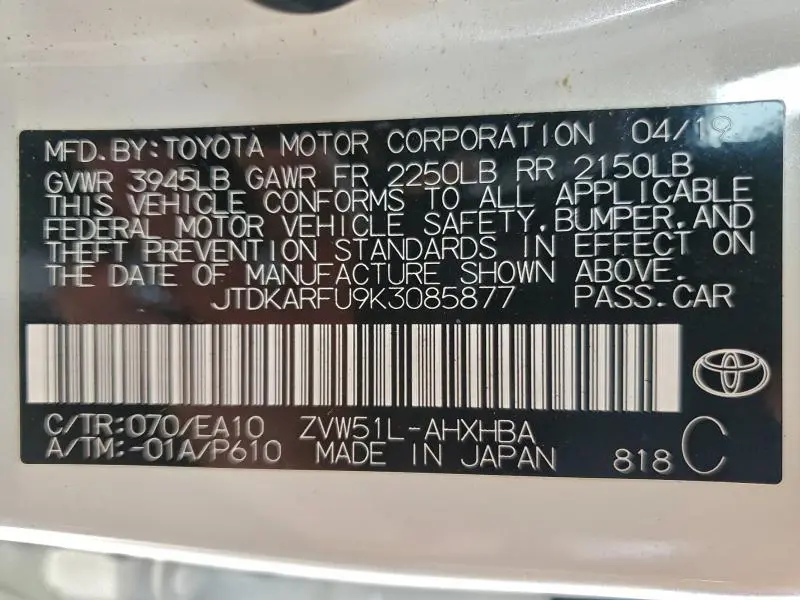 MFD. BY: TOYOTA MOTOR CORPORATION 04/19
GVWR 3945LB GAWR FR 2250LB RR 2150LB
THIS VEHICLE CONFORMS TO ALL APPLICABLE
FEDERAL MOTOR VEHICLE SAFETY, BUMPER, AND
THEFT PREVENTION STANDARDS IN EFFECT ON
THE DATE OF MANUFACTURE SHOWN ABOVE.
JTDKARFU9K3085877 PASS. CAR
C/TR: 070/EA10 ZVW51L-AHXHBA
A/TM: -01A/P610 MADE IN JAPAN 818 C